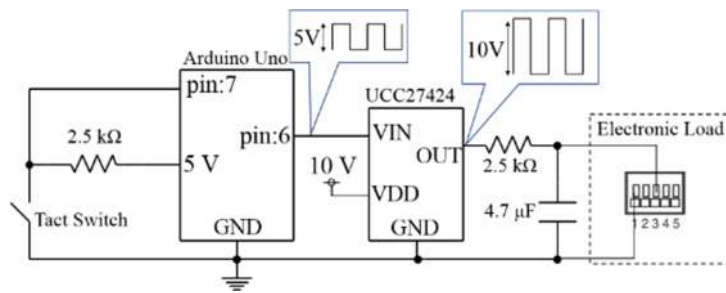 5V
10V
Arduino Uno
pin:7
UCC27424
2.5 kΩ
pin:6
VIN
Electronic Load
OUT
5 V
10 V
2.5 kΩ
VDD
4.7 μF
Tact Switch
GND
GND
1 2 3 4 5